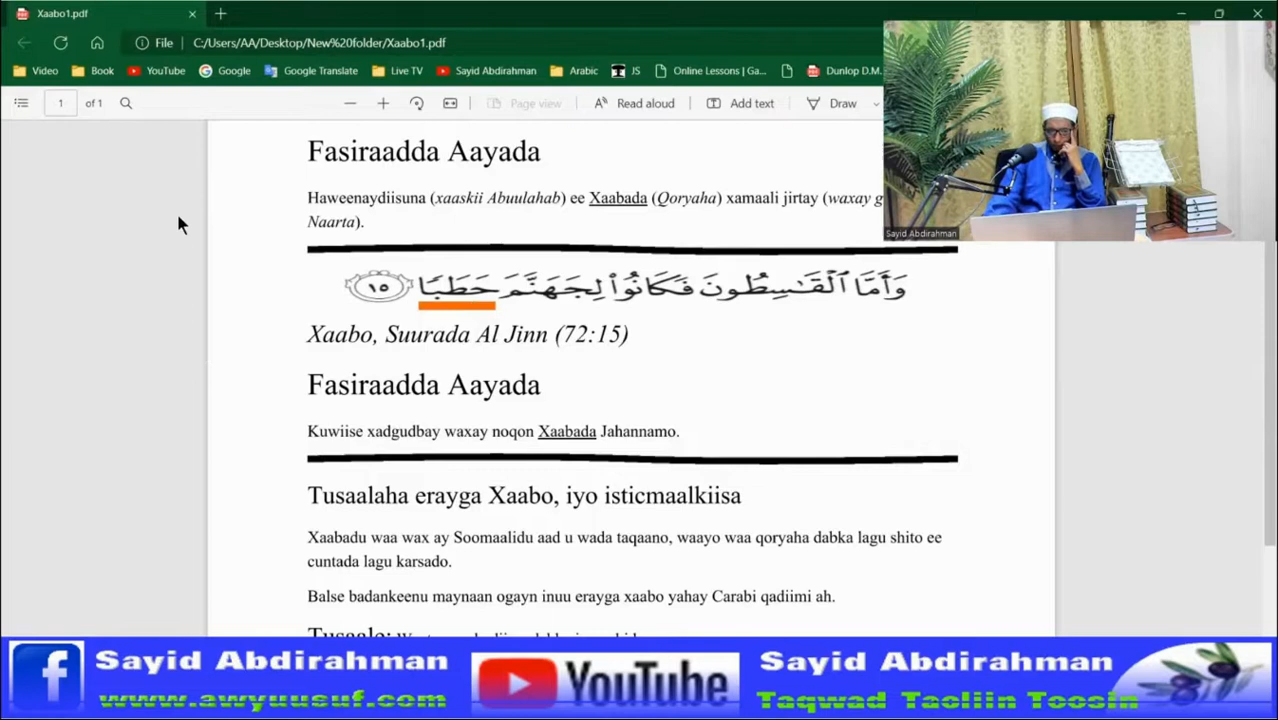 Xaabo1.pdf
File C:/Users/AA/Desktop/New%20folder/Xaabo1.pdf
Video Book YouTube Google Google Translate Live TV Sayid Abdirahman Arabic JS Online Lessons | Ga... Dunlop D.M.
1 of 1 Page view Read aloud Add text Draw
Sayid Abdirahman
Fasiraadda Aayada
Haweenaydiisuna (xaaskii Abuulahab) ee Xaabada (Qoryaha) xamaali jirtay (waxay
Naarta).
وَأَمَّا ٱلْقَـٰسِطُونَ فَكَانُوا۟ لِجَهَنَّمَ حَطَبًا ١٥
Xaabo, Suurada Al Jinn (72:15)
Fasiraadda Aayada
Kuwiise xadgudbay waxay noqon Xaabada Jahannamo.
Tusaalaha erayga Xaabo, iyo isticmaalkiisa
Xaabadu waa wax ay Soomaalidu aad u wada taqaano, waayo waa qoryaha dabka lagu shito ee
cuntada lagu karsado.
Balse badankeenu maynaan ogayn inuu erayga xaabo yahay Carabi qadiimi ah.
Tusaale:
Sayid Abdirahman
www.awyuusuf.com
YouTube
Sayid Abdirahman
Taqwad Taoliin Toosin